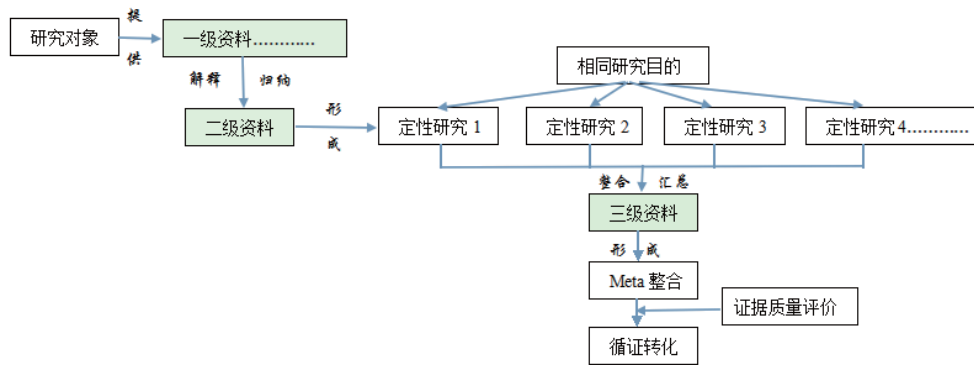 提
研究对象
一级资料…………
供
解释 归纳
相同研究目的
形
二级资料
成
定性研究 1
定性研究 2
定性研究 3
定性研究 4…………
整合 汇总
三级资料
形 成
Meta 整合
证据质量评价
循证转化